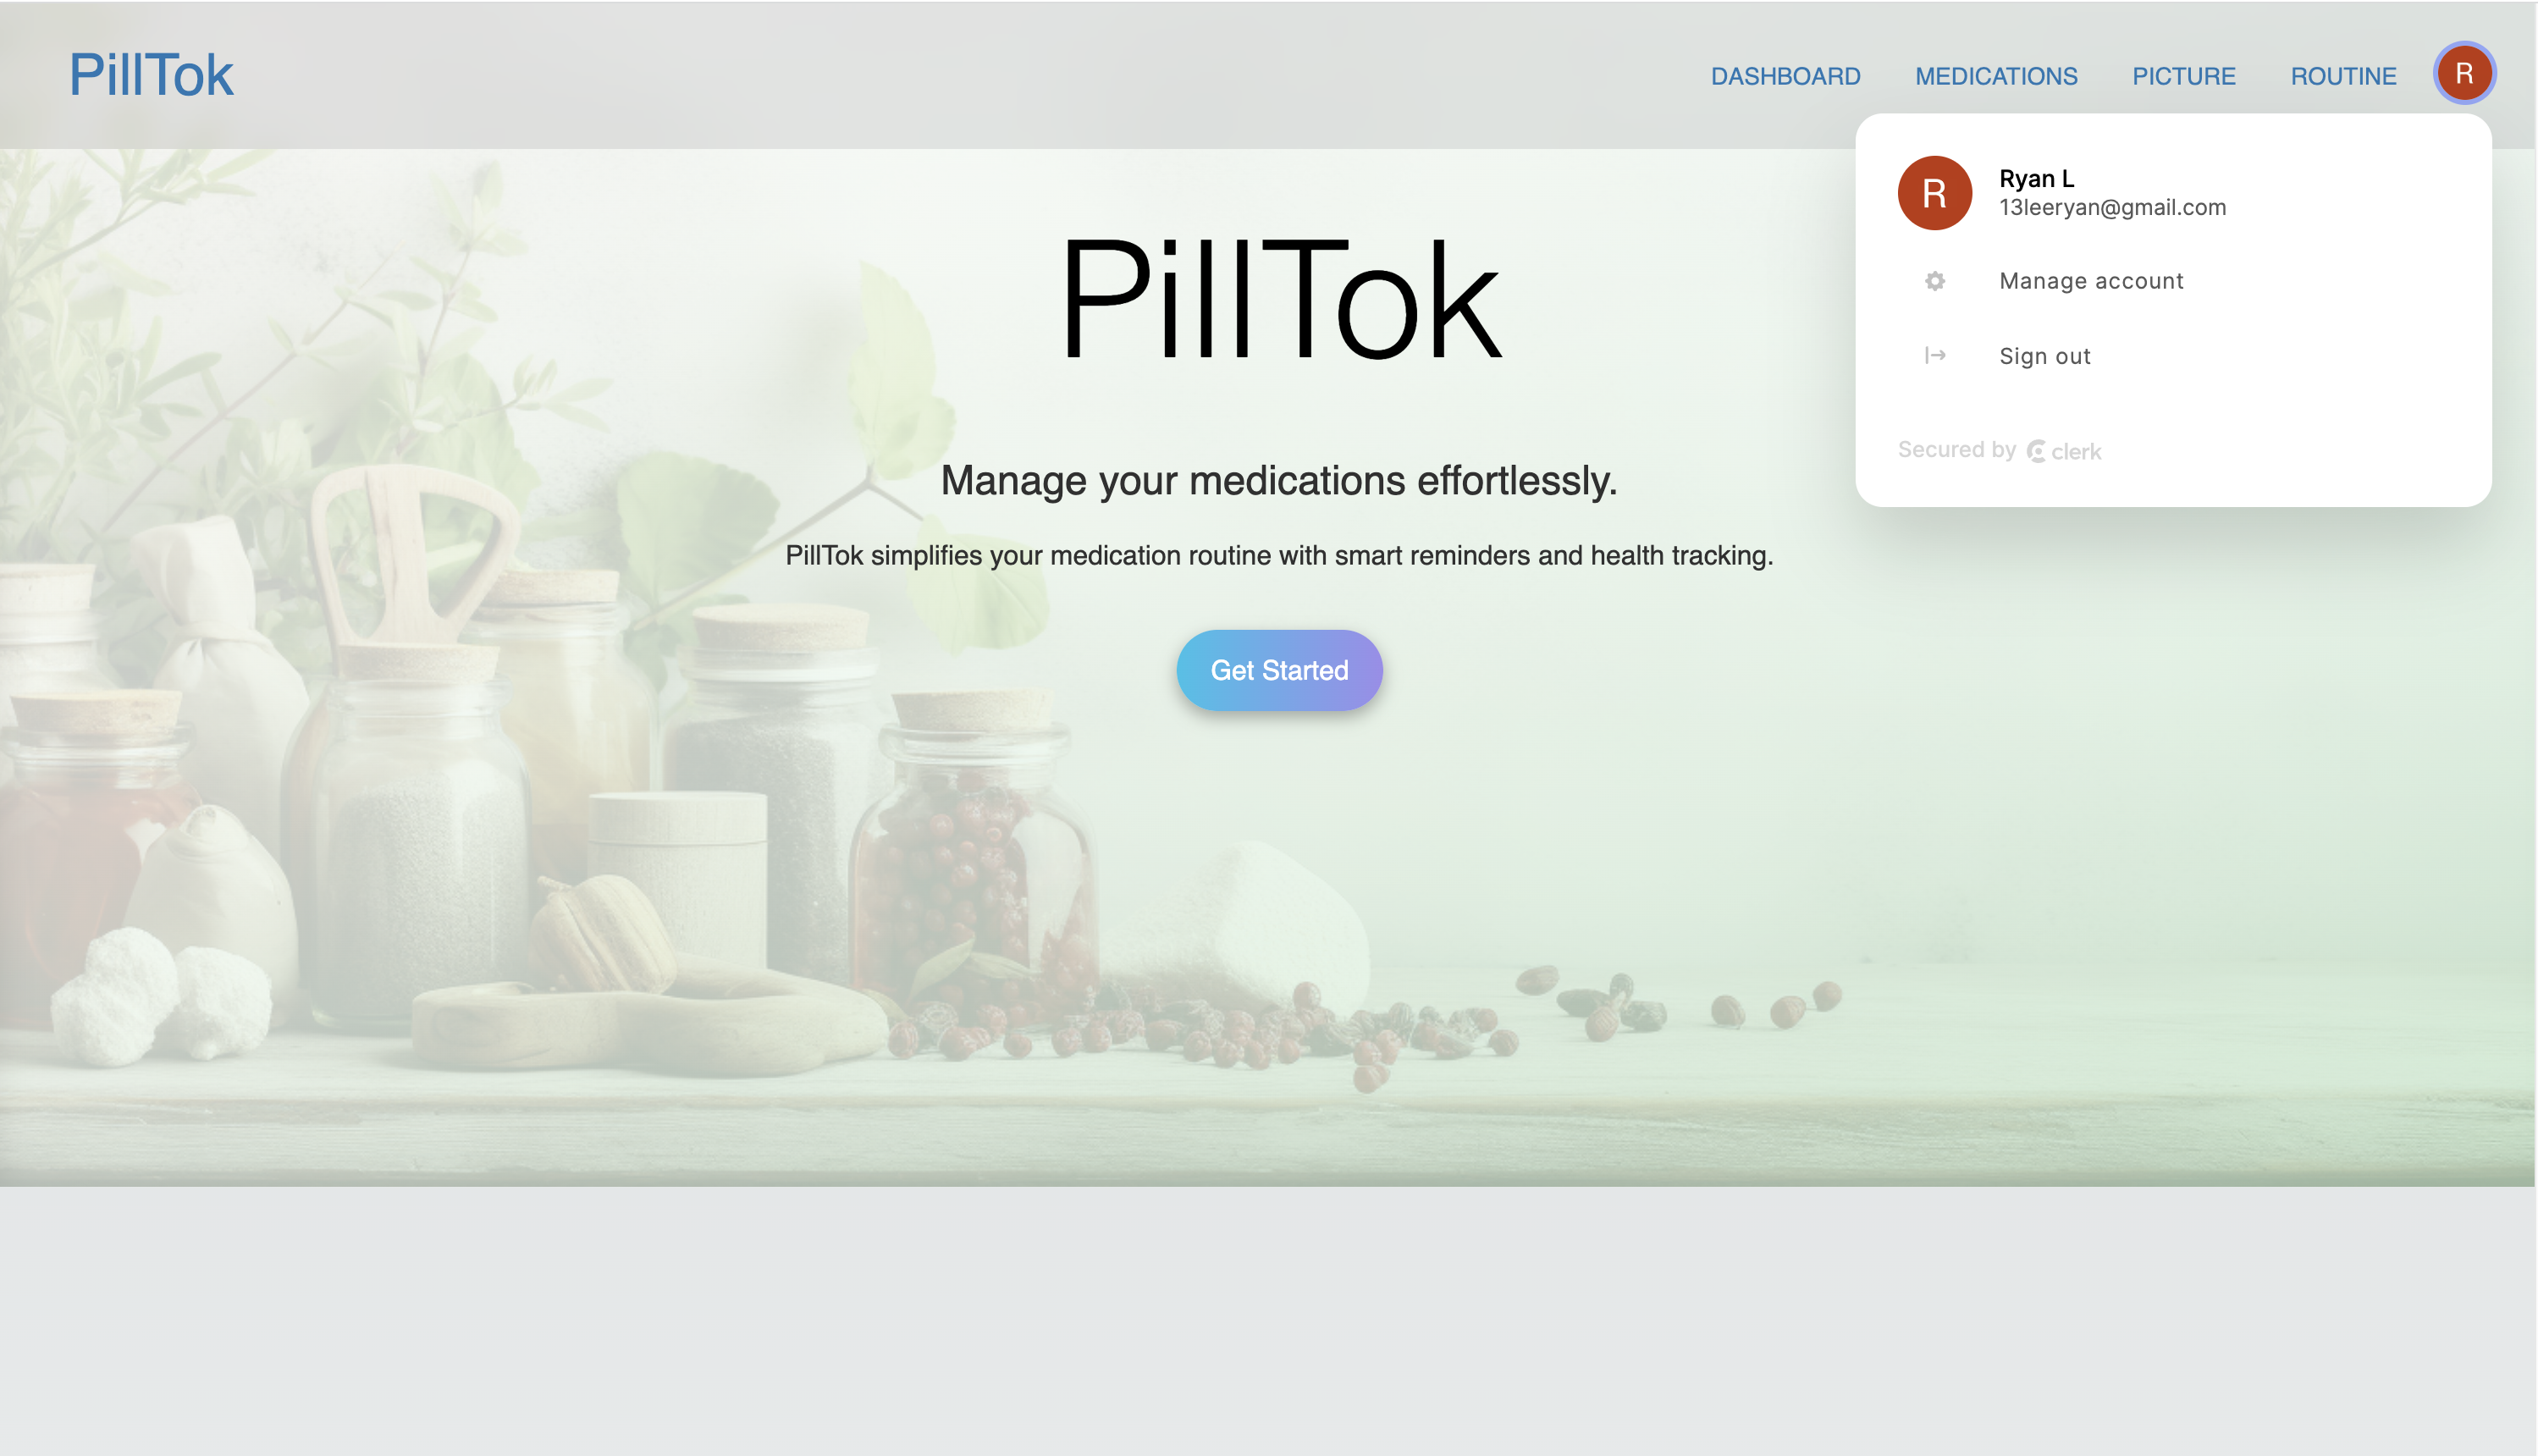 PillTok
DASHBOARD MEDICATIONS PICTURE ROUTINE R
R
Ryan L
13leeryan@gmail.com
Manage account
Sign out
Secured by clerk
PillTok
Manage your medications effortlessly.
PillTok simplifies your medication routine with smart reminders and health tracking.
Get Started